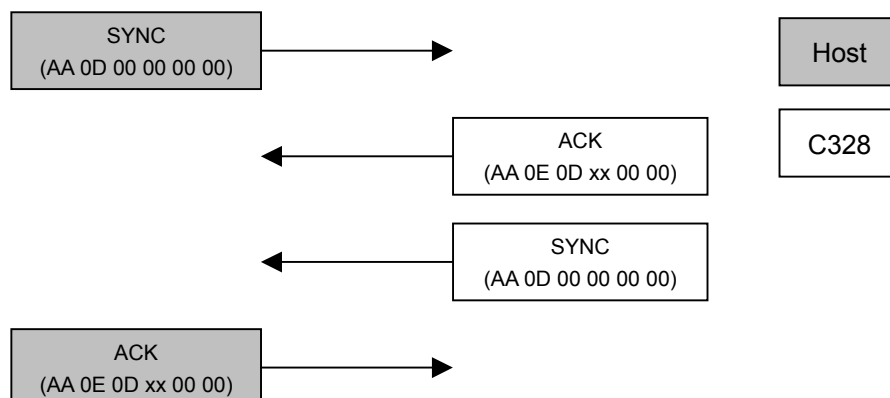 SYNC
(AA 0D 00 00 00 00)
Host
ACK
(AA 0E 0D xx 00 00)
C328
SYNC
(AA 0D 00 00 00 00)
ACK
(AA 0E 0D xx 00 00)